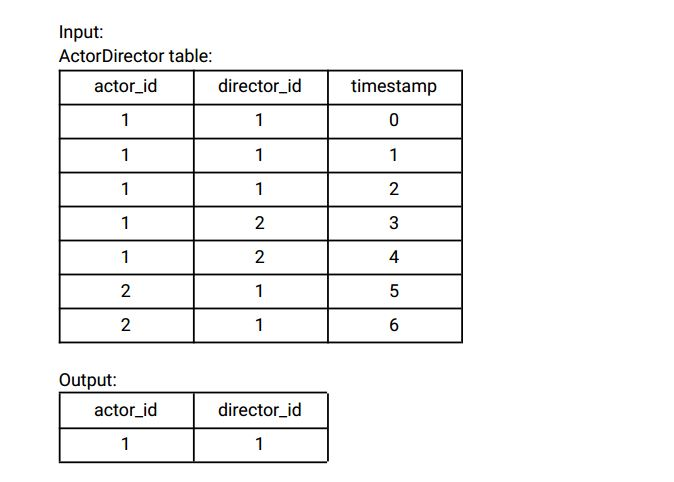 Input:
ActorDirector table:
actor_id director_id timestamp
1 1 0
1 1 1
1 1 2
1 2 3
1 2 4
2 1 5
2 1 6
Output:
actor_id director_id
1 1